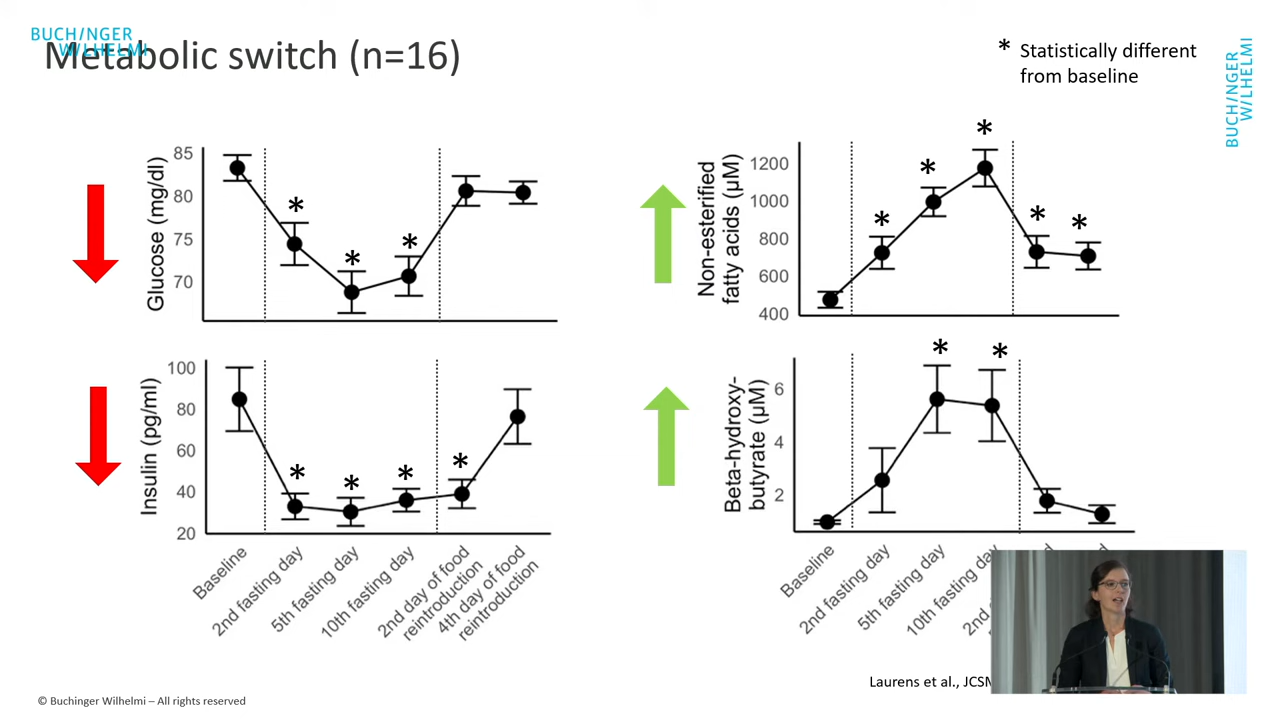 BUCHINGER
WILHELMI
Metabolic switch (n=16)
* Statistically different
from baseline
BUCHINGER
WILHELMI
Glucose (mg/dl)
85
80
75
70
* * *
Non-esterified
fatty acids (µM)
1200
1000
800
600
400
* * * * *
Insulin (pg/ml)
100
80
60
40
20
* * * *
Baseline
2nd fasting day
5th fasting day
10th fasting day
2nd day of food
reintroduction
4th day of food
reintroduction
Beta-hydroxy-
butyrate (µM)
6
4
2
* *
Baseline
2nd fasting day
5th fasting day
10th fasting day
2nd
Laurens et al., JCSM
© Buchinger Wilhelmi – All rights reserved